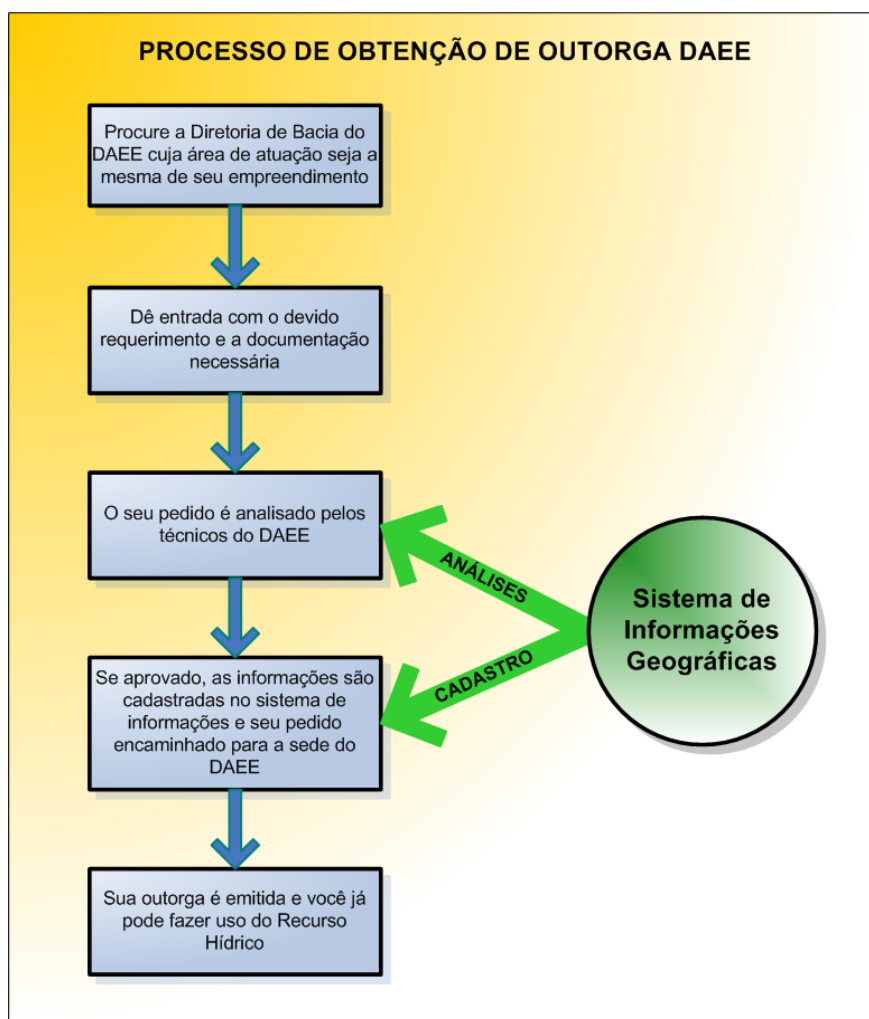 PROCESSO DE OBTENÇÃO DE OUTORGA DAEE
Procure a Diretoria de Bacia do
DAEE cuja área de atuação seja a
mesma de seu empreendimento
Dê entrada com o devido
requerimento e a documentação
necessária
O seu pedido é analisado pelos
técnicos do DAEE
ANÁLISES
Sistema de
Informações
Geográficas
CADASTRO
Se aprovado, as informações são
cadastradas no sistema de
informações e seu pedido
encaminhado para a sede do
DAEE
Sua outorga é emitida e você já
pode fazer uso do Recurso
Hídrico